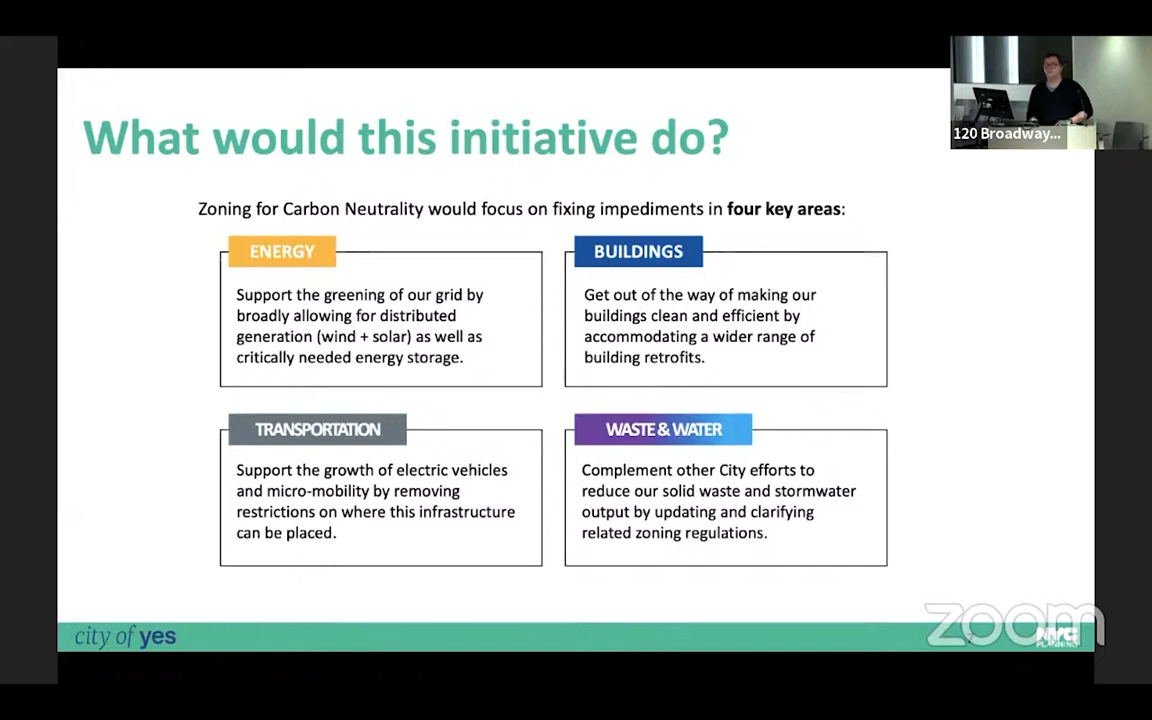 What would this initiative do?
120 Broadway...
Zoning for Carbon Neutrality would focus on fixing impediments in four key areas:
ENERGY
Support the greening of our grid by
broadly allowing for distributed
generation (wind + solar) as well as
critically needed energy storage.
BUILDINGS
Get out of the way of making our
buildings clean and efficient by
accommodating a wider range of
building retrofits.
TRANSPORTATION
Support the growth of electric vehicles
and micro-mobility by removing
restrictions on where this infrastructure
can be placed.
WASTE & WATER
Complement other City efforts to
reduce our solid waste and stormwater
output by updating and clarifying
related zoning regulations.
city of yes
zoom
NYC
PLANNING